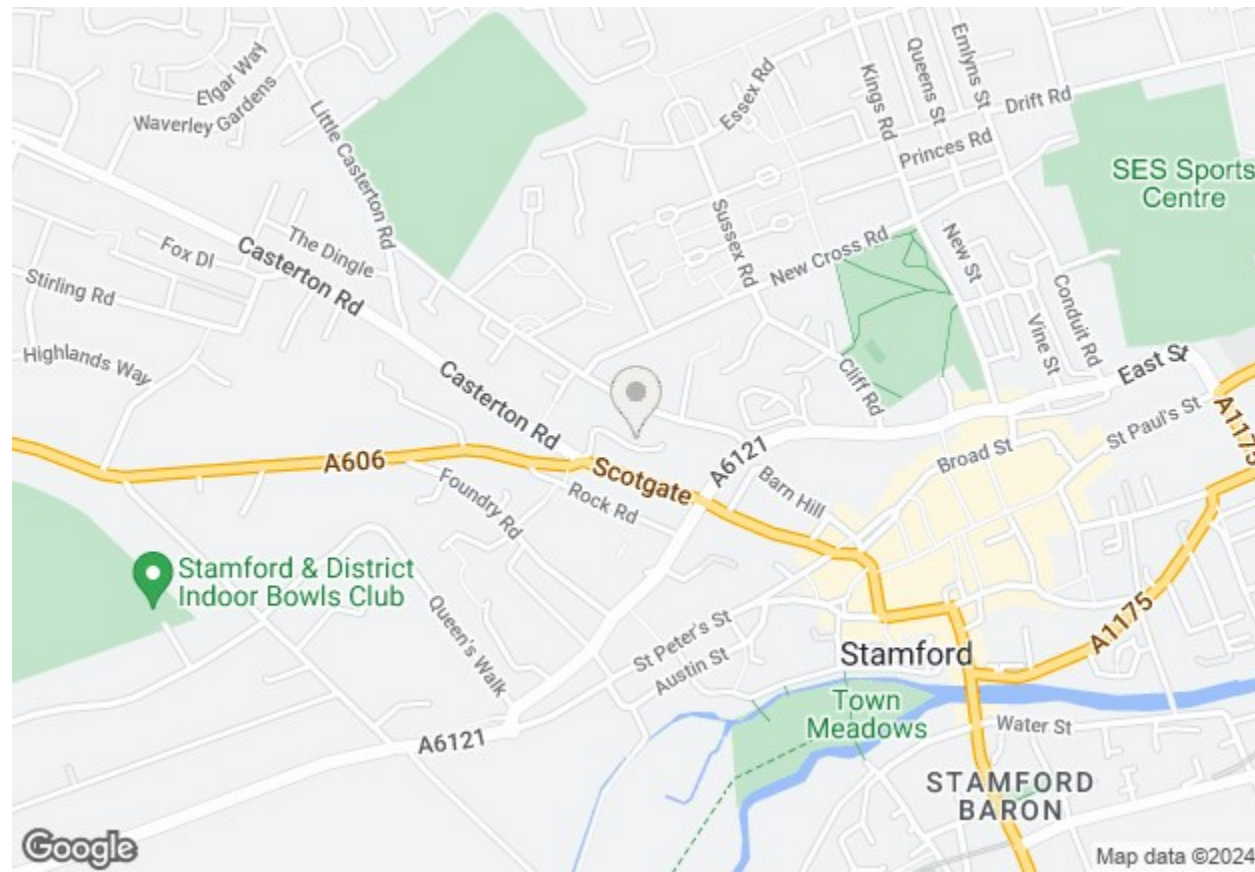 Elgar Way
Waverley Gardens
Little Casterton Rd
Essex Rd
Kings Rd
Queens St
Emlyns St
Drift Rd
Princes Rd
SES Sports
Centre
Fox Dl
The Dingle
Casterton Rd
Stirling Rd
Sussex Rd
New Cross Rd
New St
Conduit Rd
Vine St
Highlands Way
Casterton Rd
Cliff Rd
East St
A606
Scotgate
A6121
Broad St
St Paul's St
A1175
Foundry Rd
Rock Rd
Barn Hill
Stamford & District
Indoor Bowls Club
Queen's Walk
St Peter's St
Austin St
Stamford
A1175
Town
Meadows
A6121
Water St
STAMFORD
BARON
Google
Map data ©2024